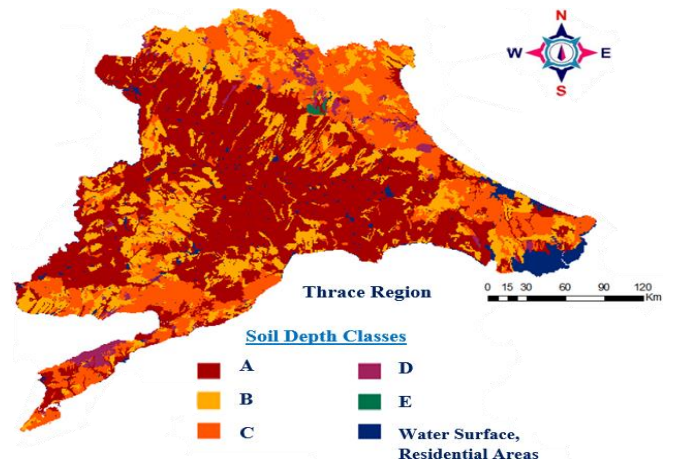 N
W E
S
Thrace Region
0 15 30 60 90 120
Km
Soil Depth Classes
A
B
C
D
E
Water Surface,
Residential Areas